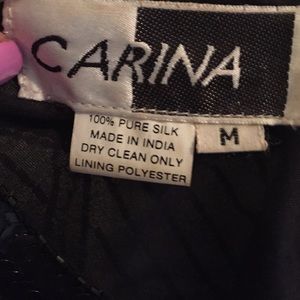 CARINA
100% PURE SILK
MADE IN INDIA
DRY CLEAN ONLY
LINING POLYESTER
M